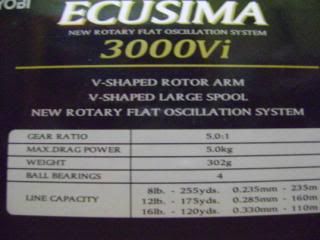 YOBI
ECUSIMA
NEW ROTARY FLAT OSCILLATION SYSTEM
3000Vi
V-SHAPED ROTOR ARM
V-SHAPED LARGE SPOOL
NEW ROTARY FLAT OSCILLATION SYSTEM
GEAR RATIO 5.0:1
MAX.DRAG POWER 5.0kg
WEIGHT 302g
BALL BEARINGS 4
LINE CAPACITY 8lb. - 255yds. 0.235mm - 235m
12lb. - 175yds. 0.285mm - 160m
16lb. - 120yds. 0.330mm - 110m